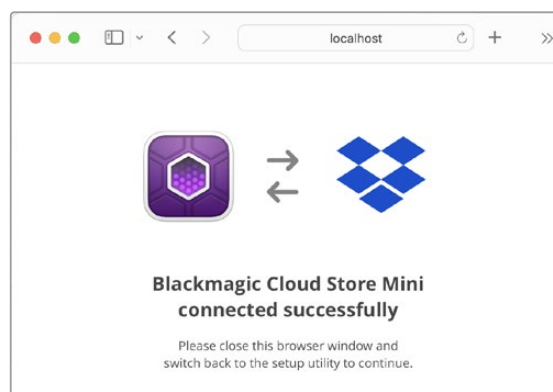 localhost
Blackmagic Cloud Store Mini
connected successfully
Please close this browser window and
switch back to the setup utility to continue.